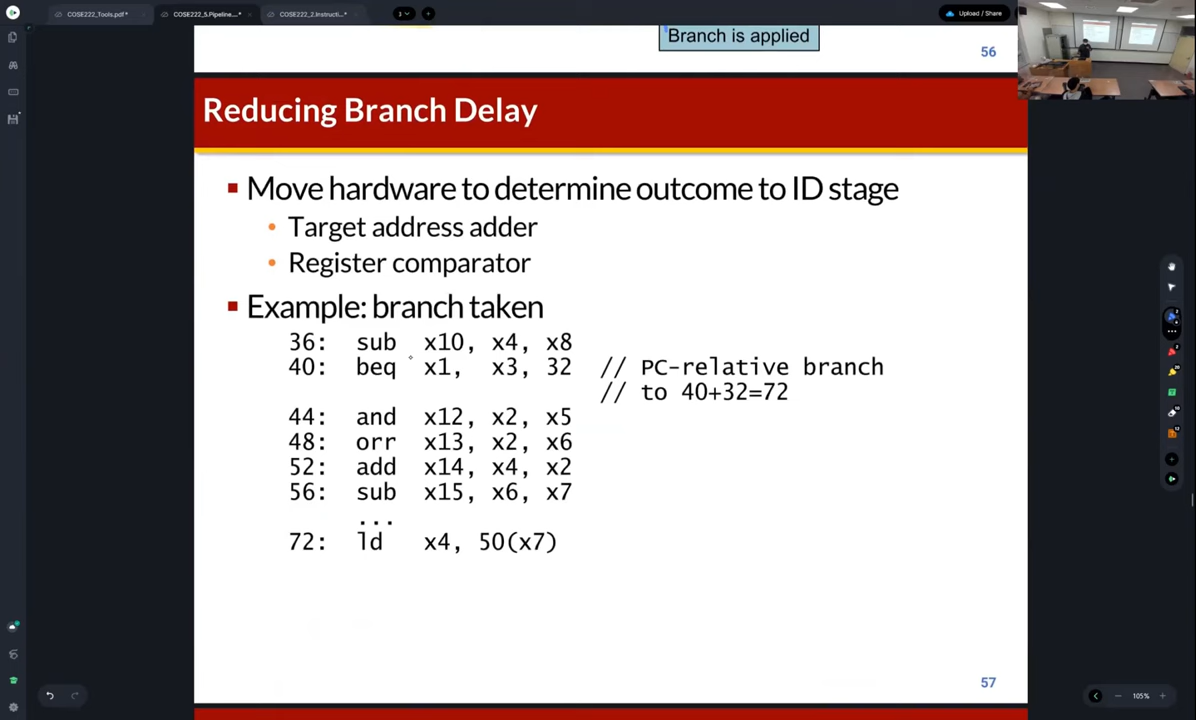 COSE222_Tools.pdf*
COSE222_5.Pipeline....*
COSE222_2.Instructi...*
3
Upload / Share
Branch is applied
56
Reducing Branch Delay
Move hardware to determine outcome to ID stage
Target address adder
Register comparator
Example: branch taken
36: sub x10, x4, x8
40: beq x1, x3, 32 // PC-relative branch
// to 40+32=72
44: and x12, x2, x5
48: orr x13, x2, x6
52: add x14, x4, x2
56: sub x15, x6, x7
...
72: ld x4, 50(x7)
57
105%